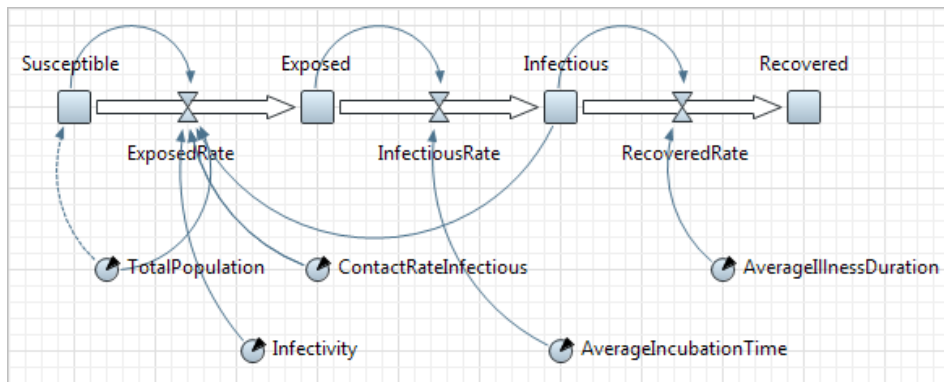 Susceptible
Exposed
Infectious
Recovered
ExposedRate
InfectiousRate
RecoveredRate
TotalPopulation
ContactRateInfectious
AverageIllnessDuration
Infectivity
AverageIncubationTime